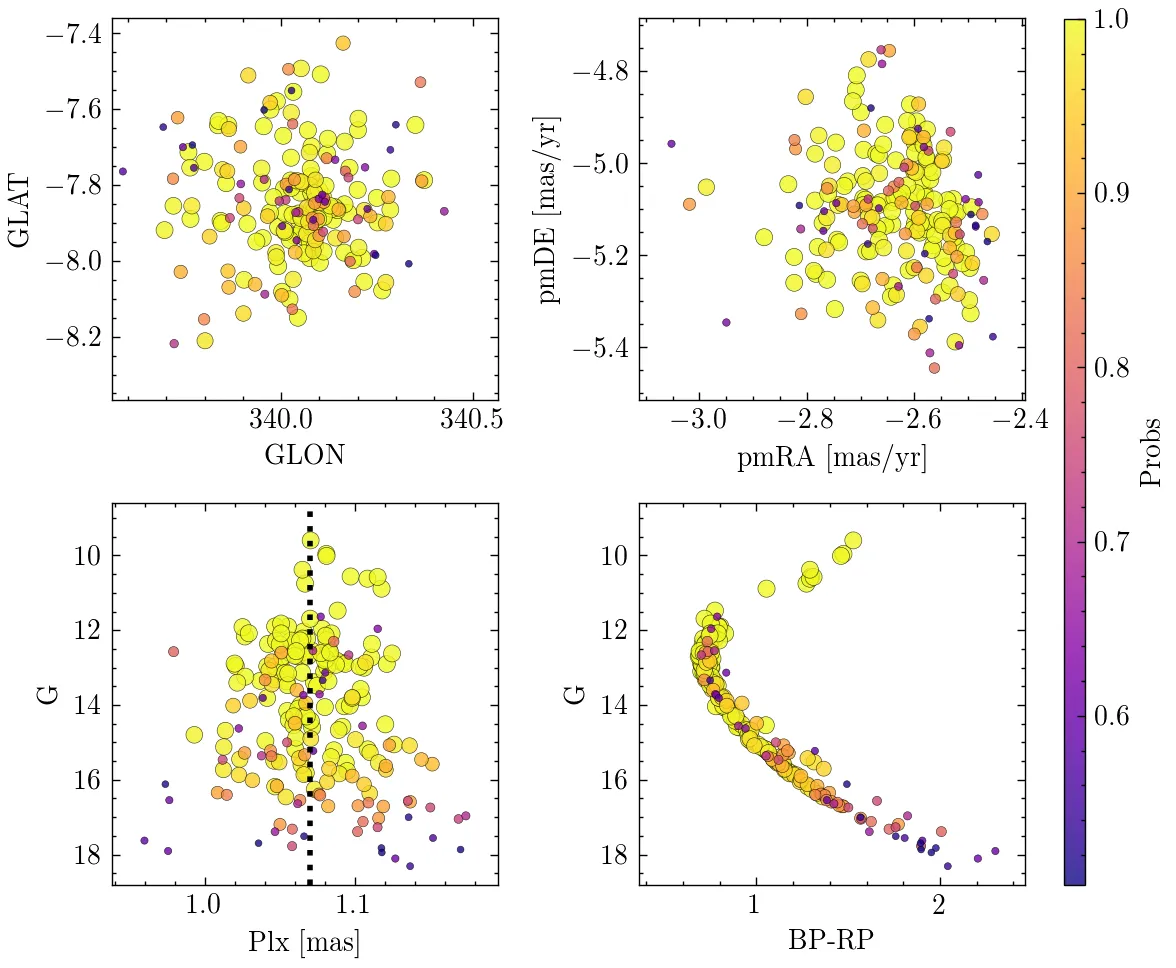 −7.4
−7.6
−7.8
−8.0
−8.2
GLAT
340.0 340.5
GLON
−4.8
−5.0
−5.2
−5.4
pmDE [mas/yr]
−3.0 −2.8 −2.6 −2.4
pmRA [mas/yr]
1.0
0.9
0.8
0.7
0.6
Probs
10
12
14
16
18
G
1.0 1.1
Plx [mas]
10
12
14
16
18
G
1 2
BP-RP